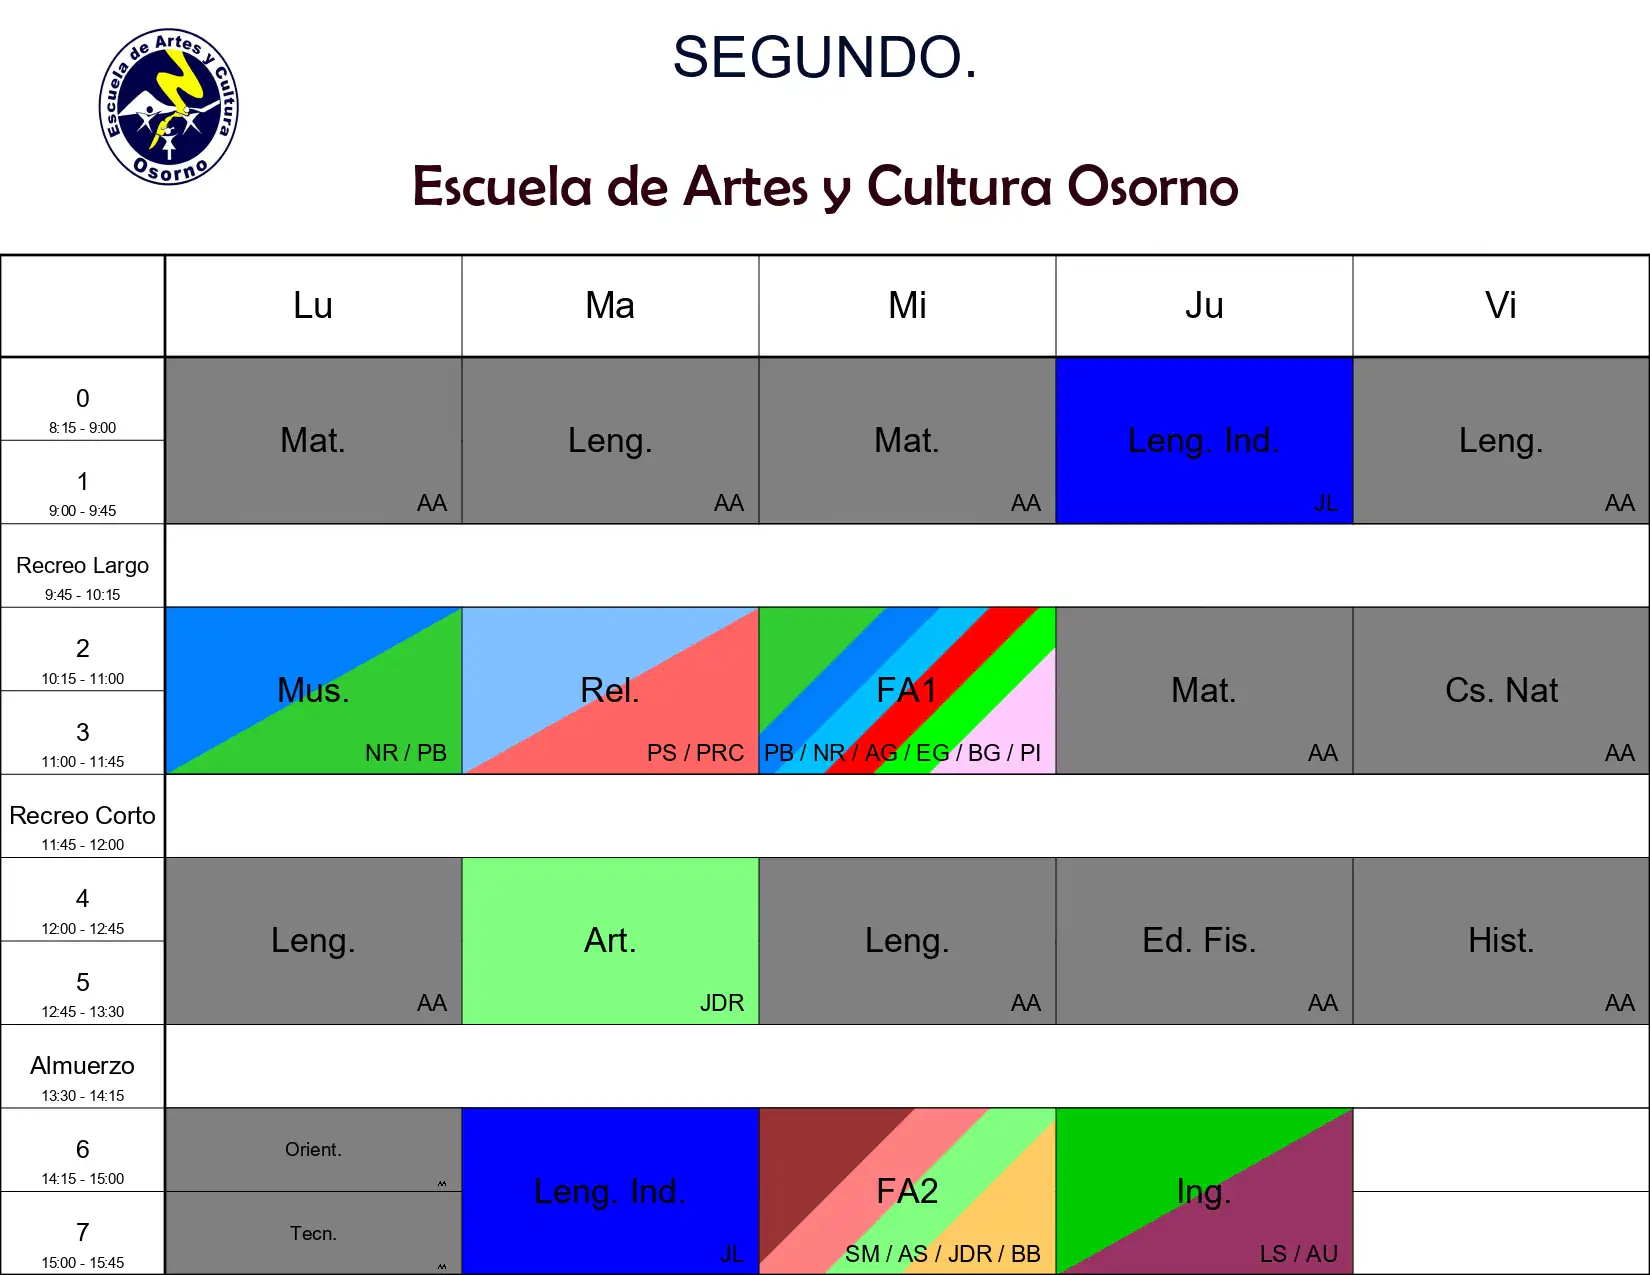 Escuela de Artes y Cultura
Osorno
SEGUNDO.
Escuela de Artes y Cultura Osorno
Lu Ma Mi Ju Vi
0
8:15 - 9:00
Mat. Leng. Mat. Leng. Ind. Leng.
1
9:00 - 9:45
AA AA AA JL AA
Recreo Largo
9:45 - 10:15
2
10:15 - 11:00
Mus. Rel. FA1 Mat. Cs. Nat
3
11:00 - 11:45
NR / PB PS / PRC PB / NR / AG / EG / BG / PI AA AA
Recreo Corto
11:45 - 12:00
4
12:00 - 12:45
Leng. Art. Leng. Ed. Fis. Hist.
5
12:45 - 13:30
AA JDR AA AA AA
Almuerzo
13:30 - 14:15
6
14:15 - 15:00
Orient.
AA
Leng. Ind. FA2 Ing.
7
15:00 - 15:45
Tecn.
AA
JL SM / AS / JDR / BB LS / AU